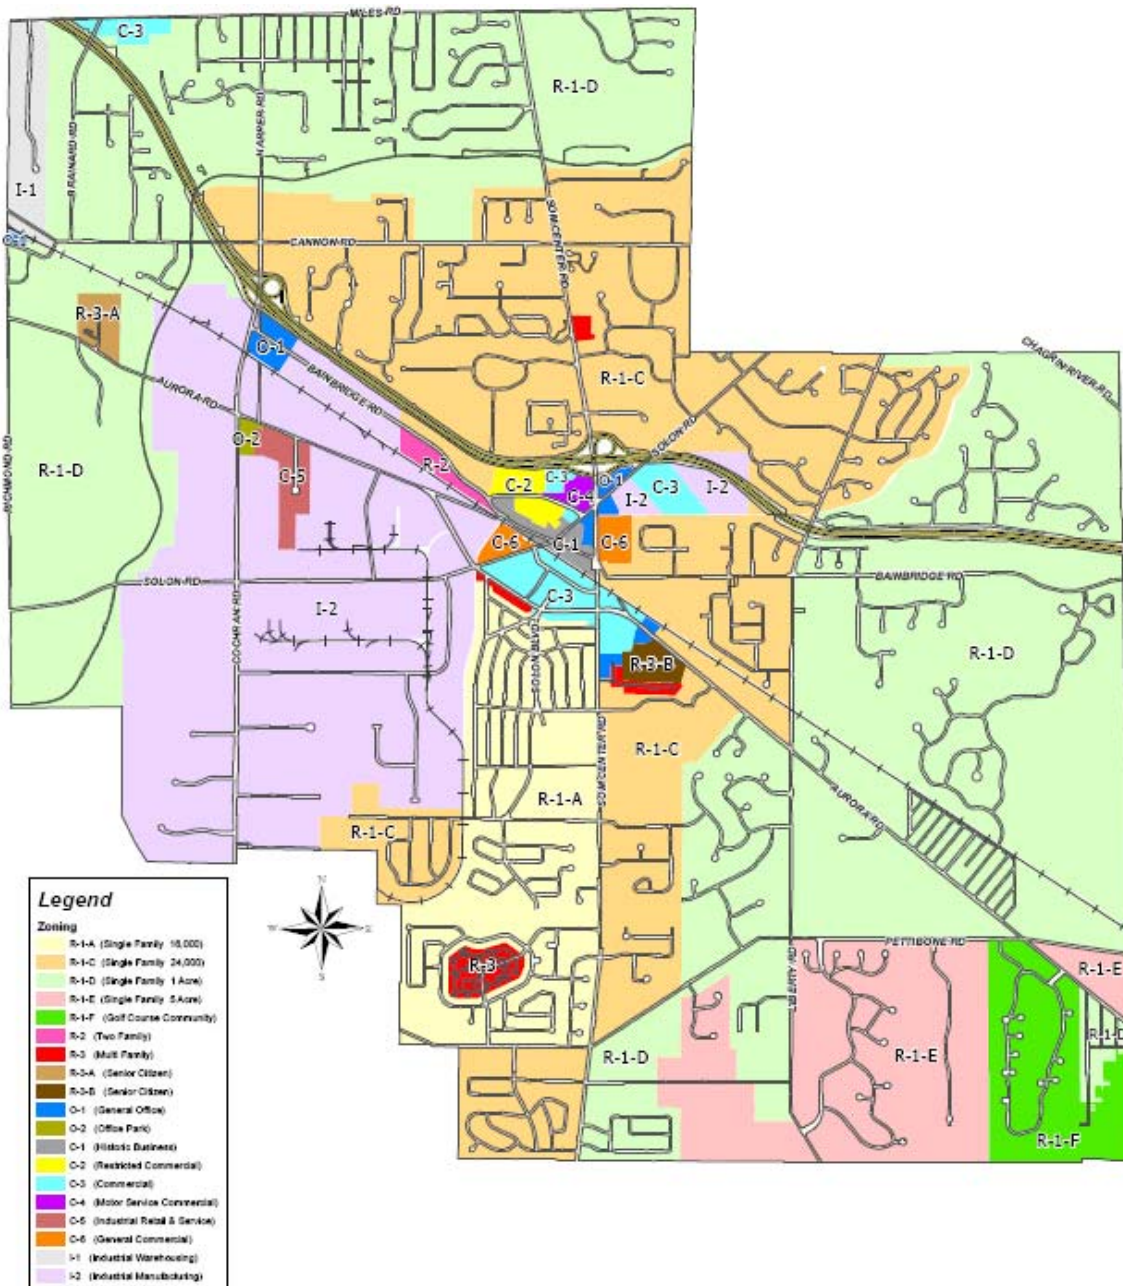 MILES RD
C-3
R-1-D
HARPER RD
BRAINARD RD
I-1
SOM CENTER RD
O-1
CANNON RD
R-3-A
O-1
BAINBRIDGE RD
CHAGRIN RIVER RD
AURORA RD
R-1-C
SOLON RD
O-2
R-2
RICHMOND RD
R-1-D
C-5
C-2
C-3
C-4
O-1
I-2
C-3
I-2
C-6
C-1
C-6
SOLON RD
BAINBRIDGE RD
I-2
C-3
COCHRAN RD
SOLON BLVD
R-3-B
R-1-D
SOM CENTER RD
R-1-C
R-1-A
AURORA RD
R-1-C
N
W
E
S
R-3
PETTIBONE RD
R-1-E
LIBERTY RD
R-1-D
R-1-E
R-1-D
R-1-F
Legend
Zoning
R-1-A (Single Family 16,000)
R-1-C (Single Family 24,000)
R-1-D (Single Family 1 Acre)
R-1-E (Single Family 5 Acre)
R-1-F (Golf Course Community)
R-2 (Two Family)
R-3 (Multi Family)
R-3-A (Senior Citizen)
R-3-B (Senior Citizen)
O-1 (General Office)
O-2 (Office Park)
C-1 (Historic Business)
C-2 (Restricted Commercial)
C-3 (Commercial)
C-4 (Motor Service Commercial)
C-5 (Industrial Retail & Service)
C-6 (General Commercial)
I-1 (Industrial Warehousing)
I-2 (Industrial Manufacturing)